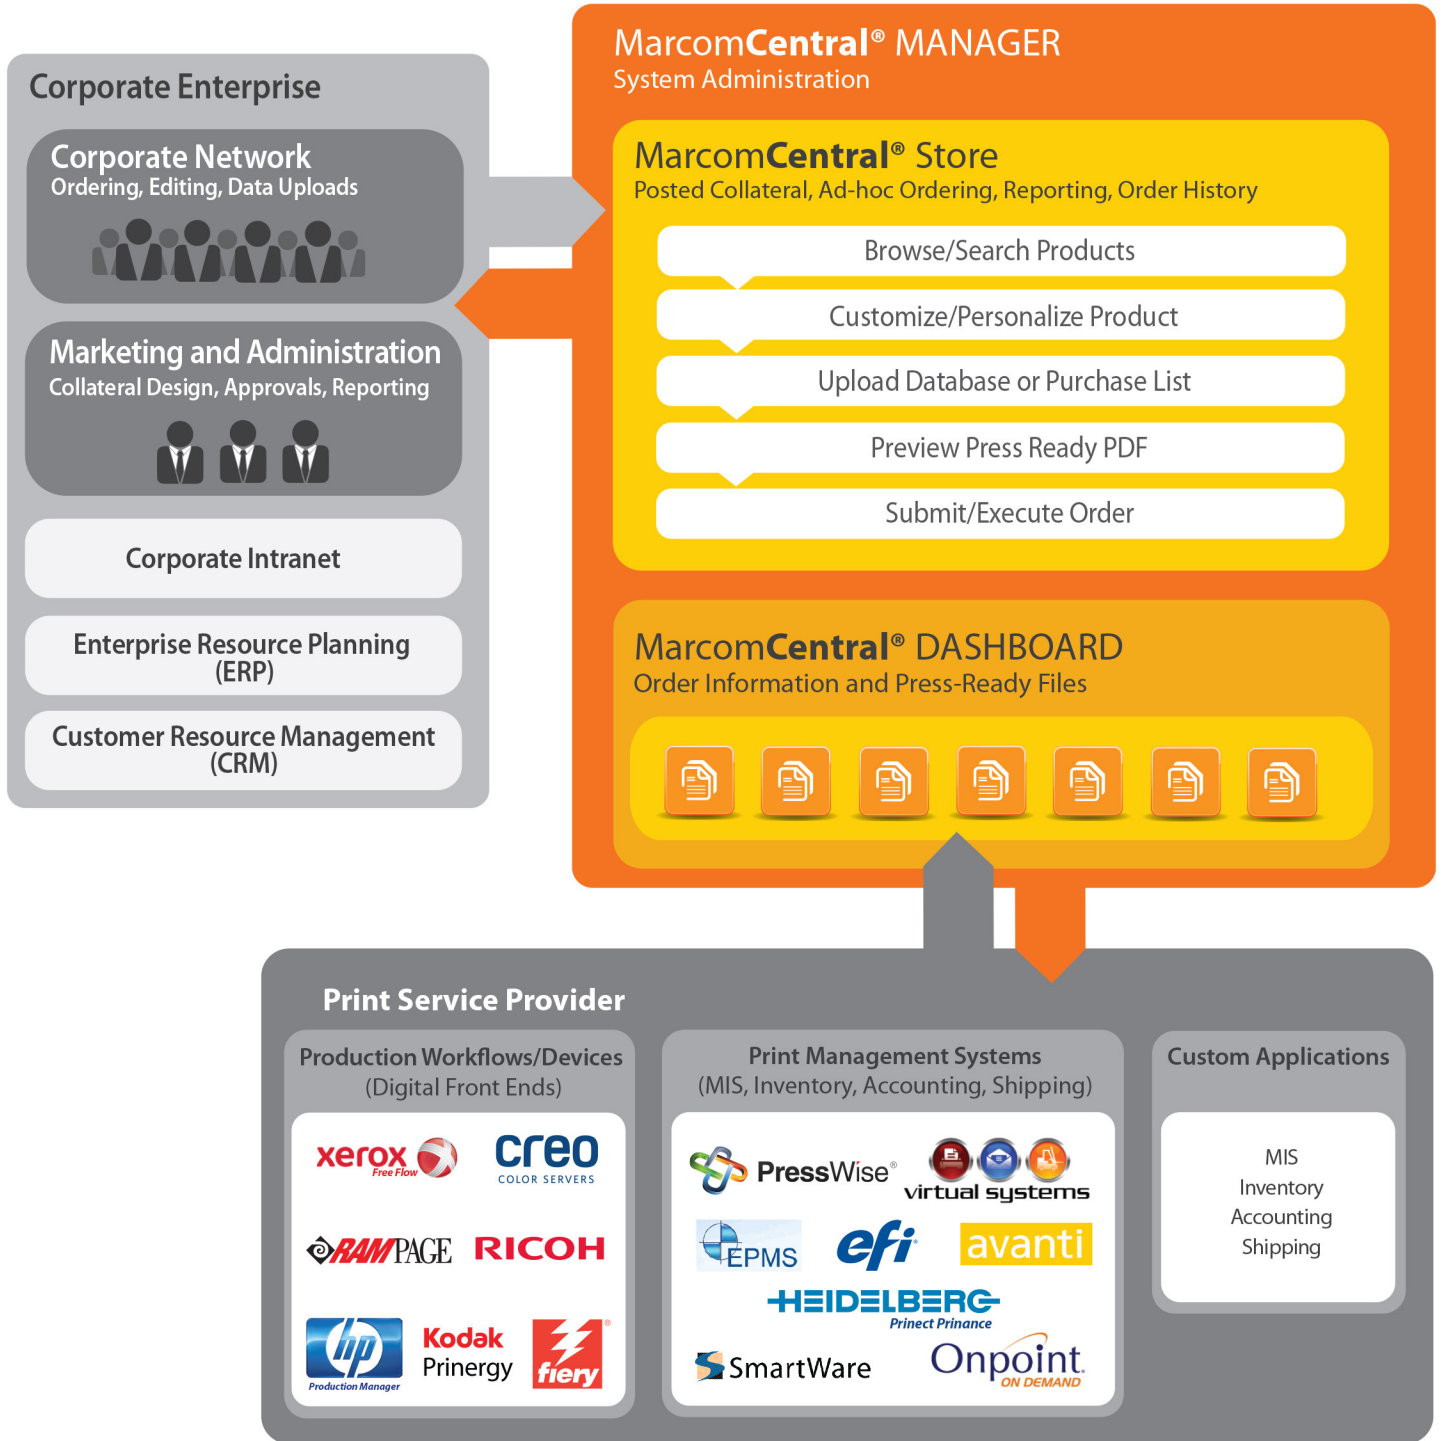 Corporate Enterprise
Corporate Network
Ordering, Editing, Data Uploads
Marketing and Administration
Collateral Design, Approvals, Reporting
Corporate Intranet
Enterprise Resource Planning
(ERP)
Customer Resource Management
(CRM)
MarcomCentral® MANAGER
System Administration
MarcomCentral® Store
Posted Collateral, Ad-hoc Ordering, Reporting, Order History
Browse/Search Products
Customize/Personalize Product
Upload Database or Purchase List
Preview Press Ready PDF
Submit/Execute Order
MarcomCentral® DASHBOARD
Order Information and Press-Ready Files
Print Service Provider
Production Workflows/Devices
(Digital Front Ends)
xerox
Free Flow
creo
COLOR SERVERS
RAMPAGE
RICOH
hp
Production Manager
Kodak
Prinergy
fiery®
Print Management Systems
(MIS, Inventory, Accounting, Shipping)
PressWise®
virtual systems
EPMS
efi
avanti
HEIDELBERG
Prinect Prinance
SmartWare
Onpoint
ON DEMAND
Custom Applications
MIS
Inventory
Accounting
Shipping